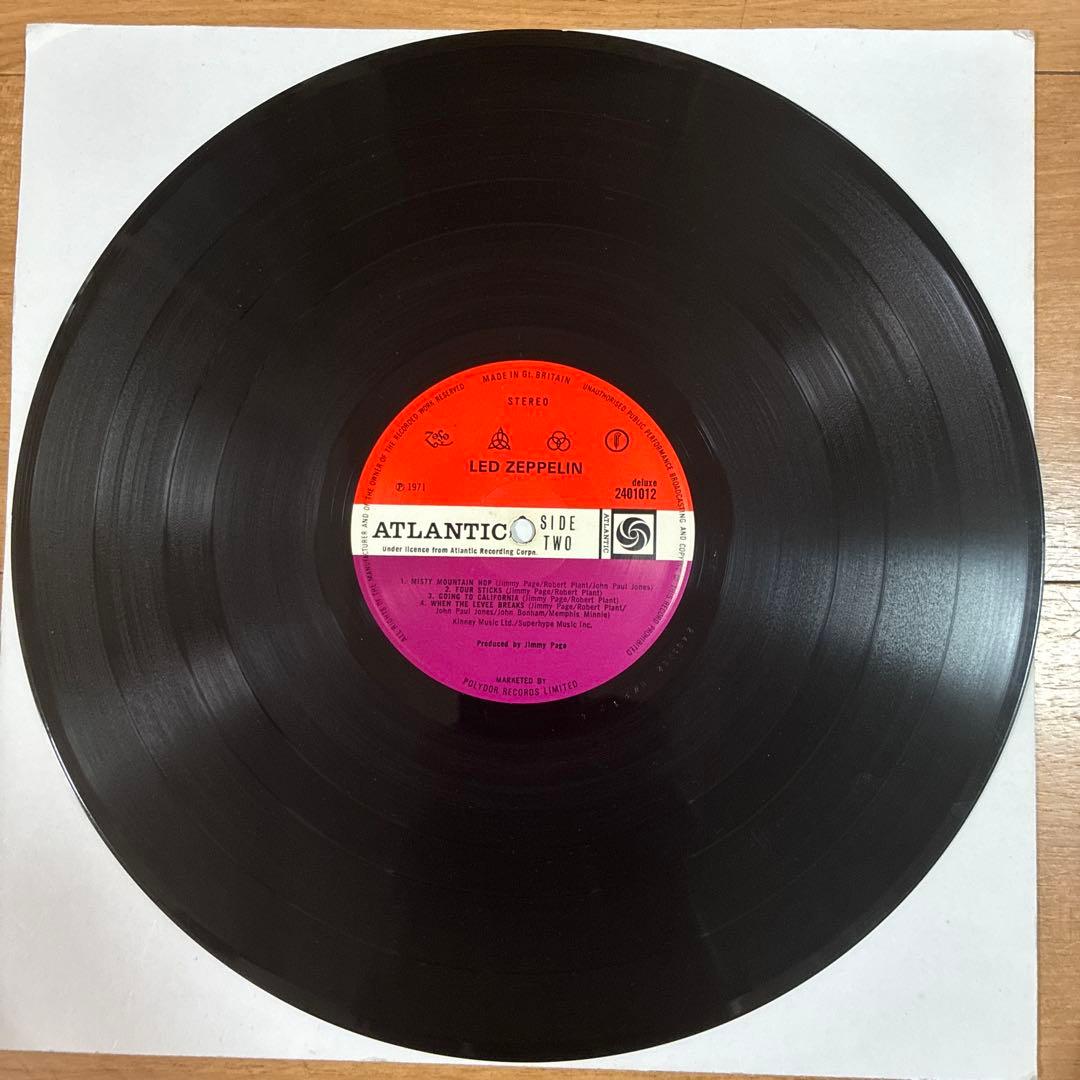 MADE IN Gt. BRITAIN
ALL RIGHTS OF THE MANUFACTURER AND OF THE OWNER OF THE RECORDED WORK RESERVED
UNAUTHORISED PUBLIC PERFORMANCE BROADCASTING AND COPY
RECORD PROHIBITED
STEREO
LED ZEPPELIN
℗ 1971
deluxe
2401012
ATLANTIC
SIDE
TWO
ATLANTIC
Under licence from Atlantic Recording Corpn.
1. MISTY MOUNTAIN HOP (Jimmy Page/Robert Plant/John Paul Jones)
2. FOUR STICKS (Jimmy Page/Robert Plant)
3. GOING TO CALIFORNIA (Jimmy Page/Robert Plant)
4. WHEN THE LEVEE BREAKS (Jimmy Page/Robert Plant/
John Paul Jones/John Bonham/Memphis Minnie)
Kinney Music Ltd./Superhype Music Inc.
Produced by Jimmy Page
MARKETED BY
POLYDOR RECORDS LIMITED